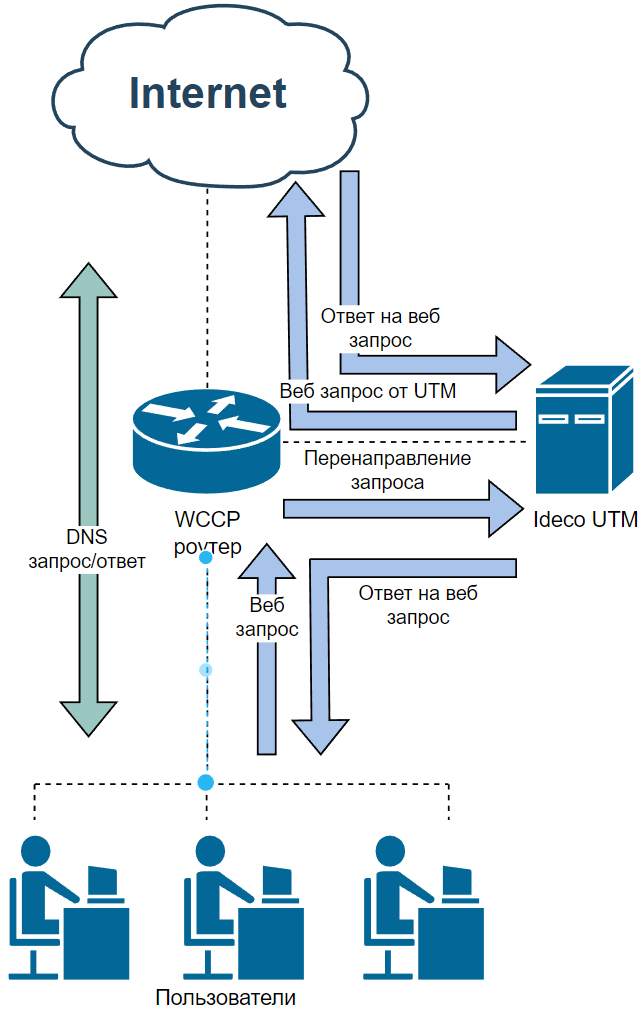 Internet
Ответ на веб
запрос
Веб запрос от UTM
Перенаправление
запроса
WCCP
роутер
Ideco UTM
DNS
запрос/ответ
Веб
запрос
Ответ на веб
запрос
Пользователи